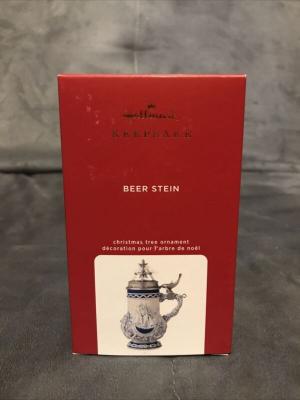 Hallmark
KEEPSAKE
BEER STEIN
christmas tree ornament
décoration pour l'arbre de noël